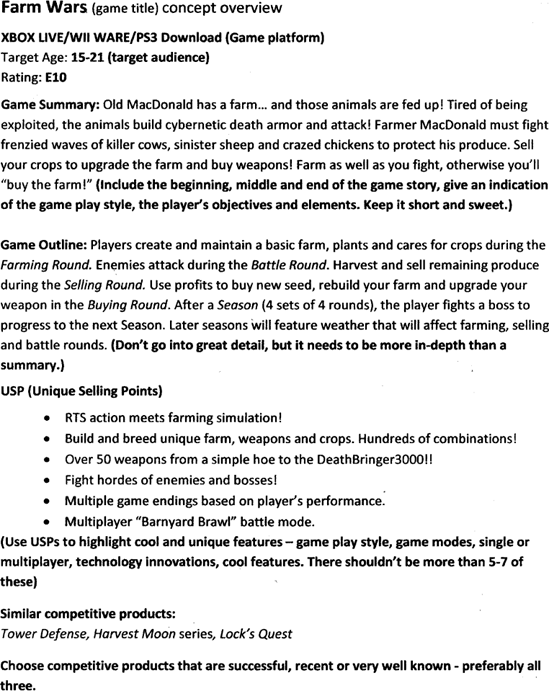 Farm Wars (game title) concept overview
XBOX LIVE/WII WARE/PS3 Download (Game platform)
Target Age: 15-21 (target audience)
Rating: E10
Game Summary: Old MacDonald has a farm... and those animals are fed up! Tired of being
exploited, the animals build cybernetic death armor and attack! Farmer MacDonald must fight
frenzied waves of killer cows, sinister sheep and crazed chickens to protect his produce. Sell
your crops to upgrade the farm and buy weapons! Farm as well as you fight, otherwise you'll
"buy the farm!" (Include the beginning, middle and end of the game story, give an indication
of the game play style, the player's objectives and elements. Keep it short and sweet.)
Game Outline: Players create and maintain a basic farm, plants and cares for crops during the
Farming Round. Enemies attack during the Battle Round. Harvest and sell remaining produce
during the Selling Round. Use profits to buy new seed, rebuild your farm and upgrade your
weapon in the Buying Round. After a Season (4 sets of 4 rounds), the player fights a boss to
progress to the next Season. Later seasons will feature weather that will affect farming, selling
and battle rounds. (Don't go into great detail, but it needs to be more in-depth than a
summary.)
USP (Unique Selling Points)
• RTS action meets farming simulation!
• Build and breed unique farm, weapons and crops. Hundreds of combinations!
• Over 50 weapons from a simple hoe to the DeathBringer3000!!
• Fight hordes of enemies and bosses!
• Multiple game endings based on player's performance.
• Multiplayer "Barnyard Brawl" battle mode.
(Use USPs to highlight cool and unique features – game play style, game modes, single or
multiplayer, technology innovations, cool features. There shouldn't be more than 5-7 of
these)
Similar competitive products:
Tower Defense, Harvest Moon series, Lock's Quest
Choose competitive products that are successful, recent or very well known - preferably all
three.